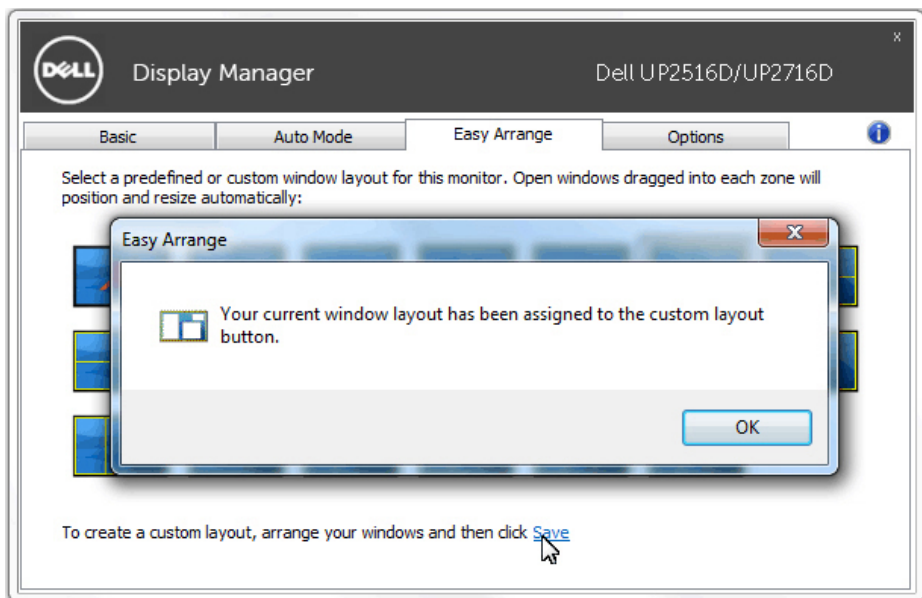 DELL
Display Manager
Dell UP2516D/UP2716D
x
Basic
Auto Mode
Easy Arrange
Options
i
Select a predefined or custom window layout for this monitor. Open windows dragged into each zone will
position and resize automatically:
Easy Arrange
X
Your current window layout has been assigned to the custom layout
button.
OK
To create a custom layout, arrange your windows and then click Save